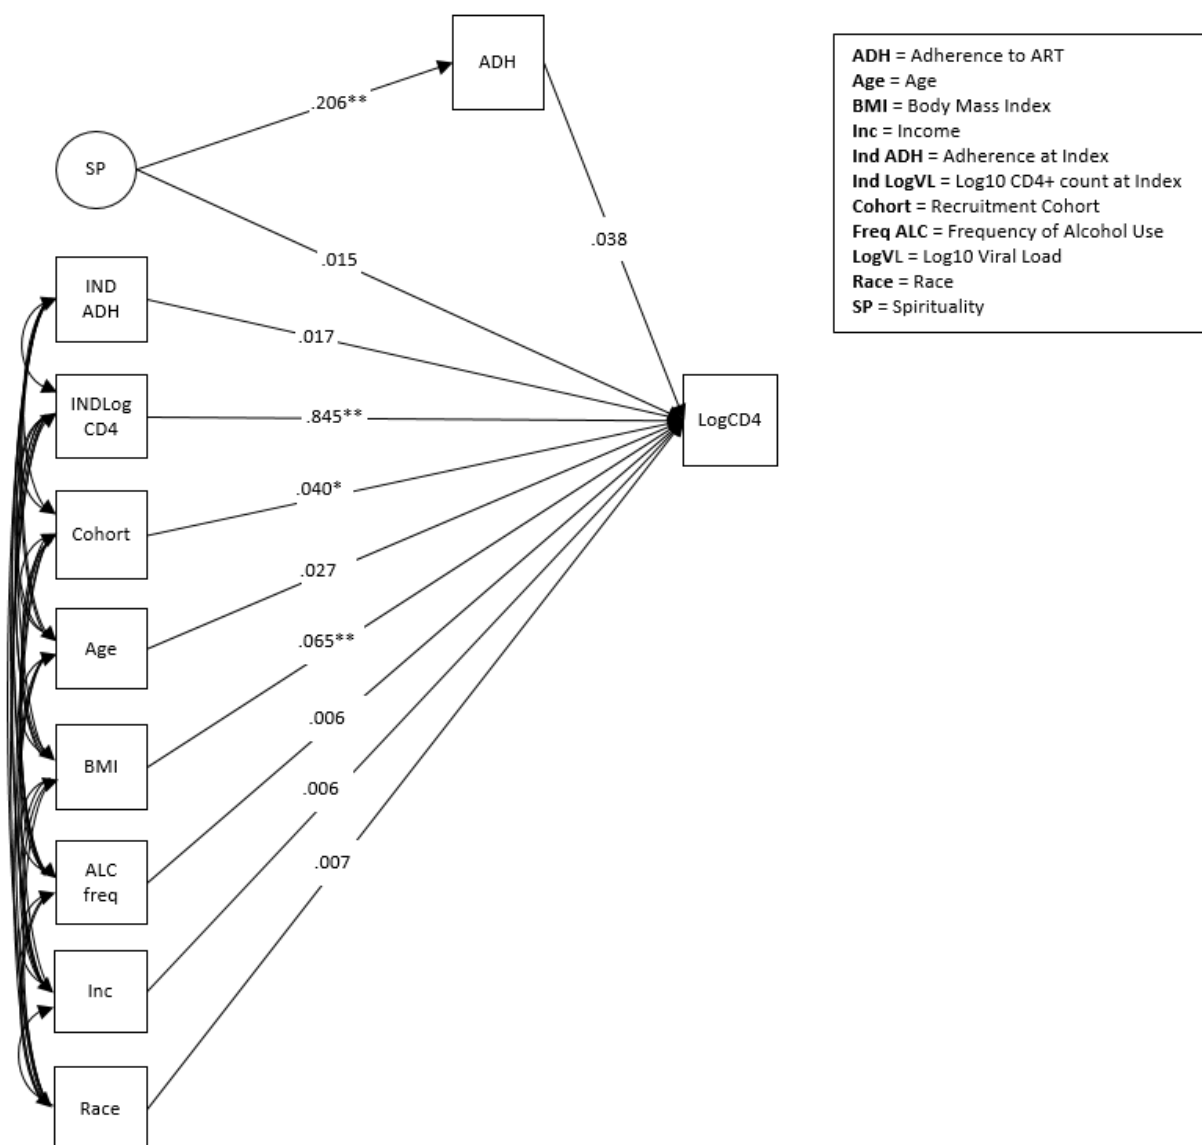 ADH
.206**
SP
.038
.015
IND
ADH
.017
INDLog
CD4
.845**
LogCD4
Cohort
.040*
Age
.027
BMI
.065**
ALC
freq
.006
Inc
.006
Race
.007
ADH = Adherence to ART
Age = Age
BMI = Body Mass Index
Inc = Income
Ind ADH = Adherence at Index
Ind LogVL = Log10 CD4+ count at Index
Cohort = Recruitment Cohort
Freq ALC = Frequency of Alcohol Use
LogVL = Log10 Viral Load
Race = Race
SP = Spirituality